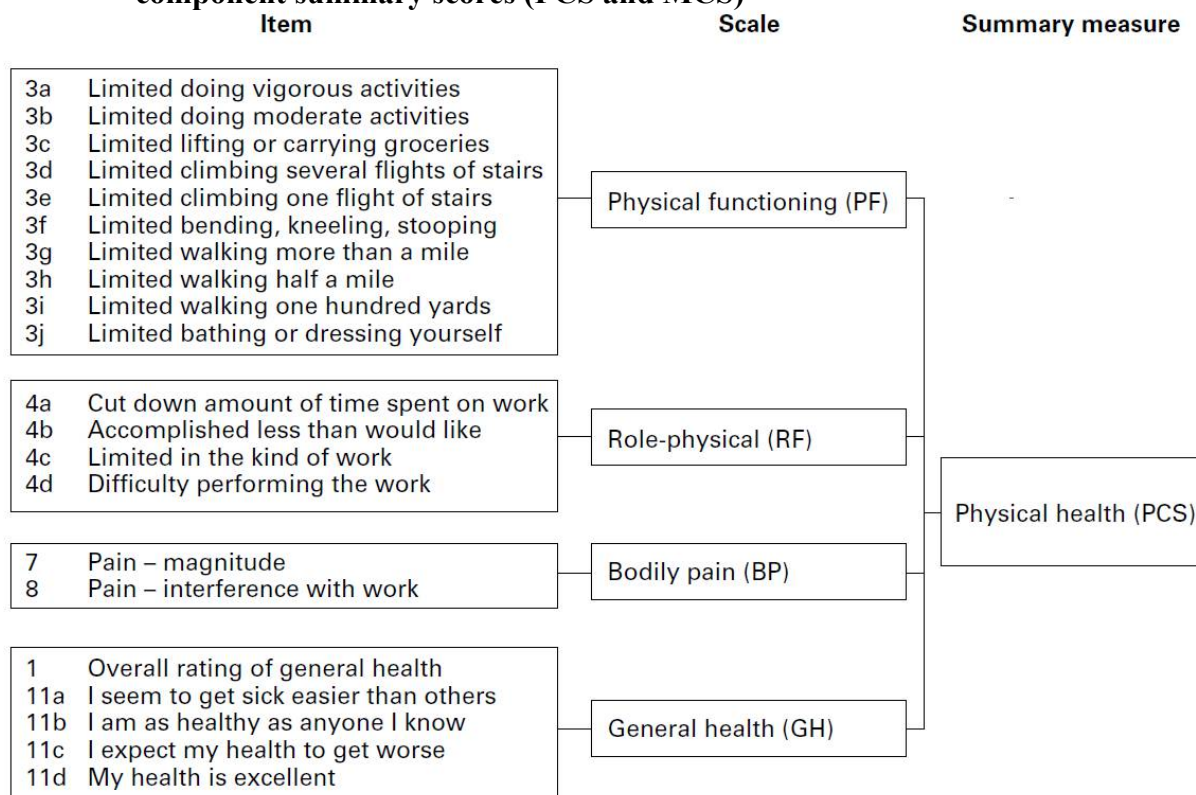 component summary scores (PCS and MCS)
Item Scale Summary measure
3a Limited doing vigorous activities
3b Limited doing moderate activities
3c Limited lifting or carrying groceries
3d Limited climbing several flights of stairs
3e Limited climbing one flight of stairs
3f Limited bending, kneeling, stooping
3g Limited walking more than a mile
3h Limited walking half a mile
3i Limited walking one hundred yards
3j Limited bathing or dressing yourself
Physical functioning (PF)
4a Cut down amount of time spent on work
4b Accomplished less than would like
4c Limited in the kind of work
4d Difficulty performing the work
Role-physical (RF)
7 Pain – magnitude
8 Pain – interference with work
Bodily pain (BP)
1 Overall rating of general health
11a I seem to get sick easier than others
11b I am as healthy as anyone I know
11c I expect my health to get worse
11d My health is excellent
General health (GH)
Physical health (PCS)